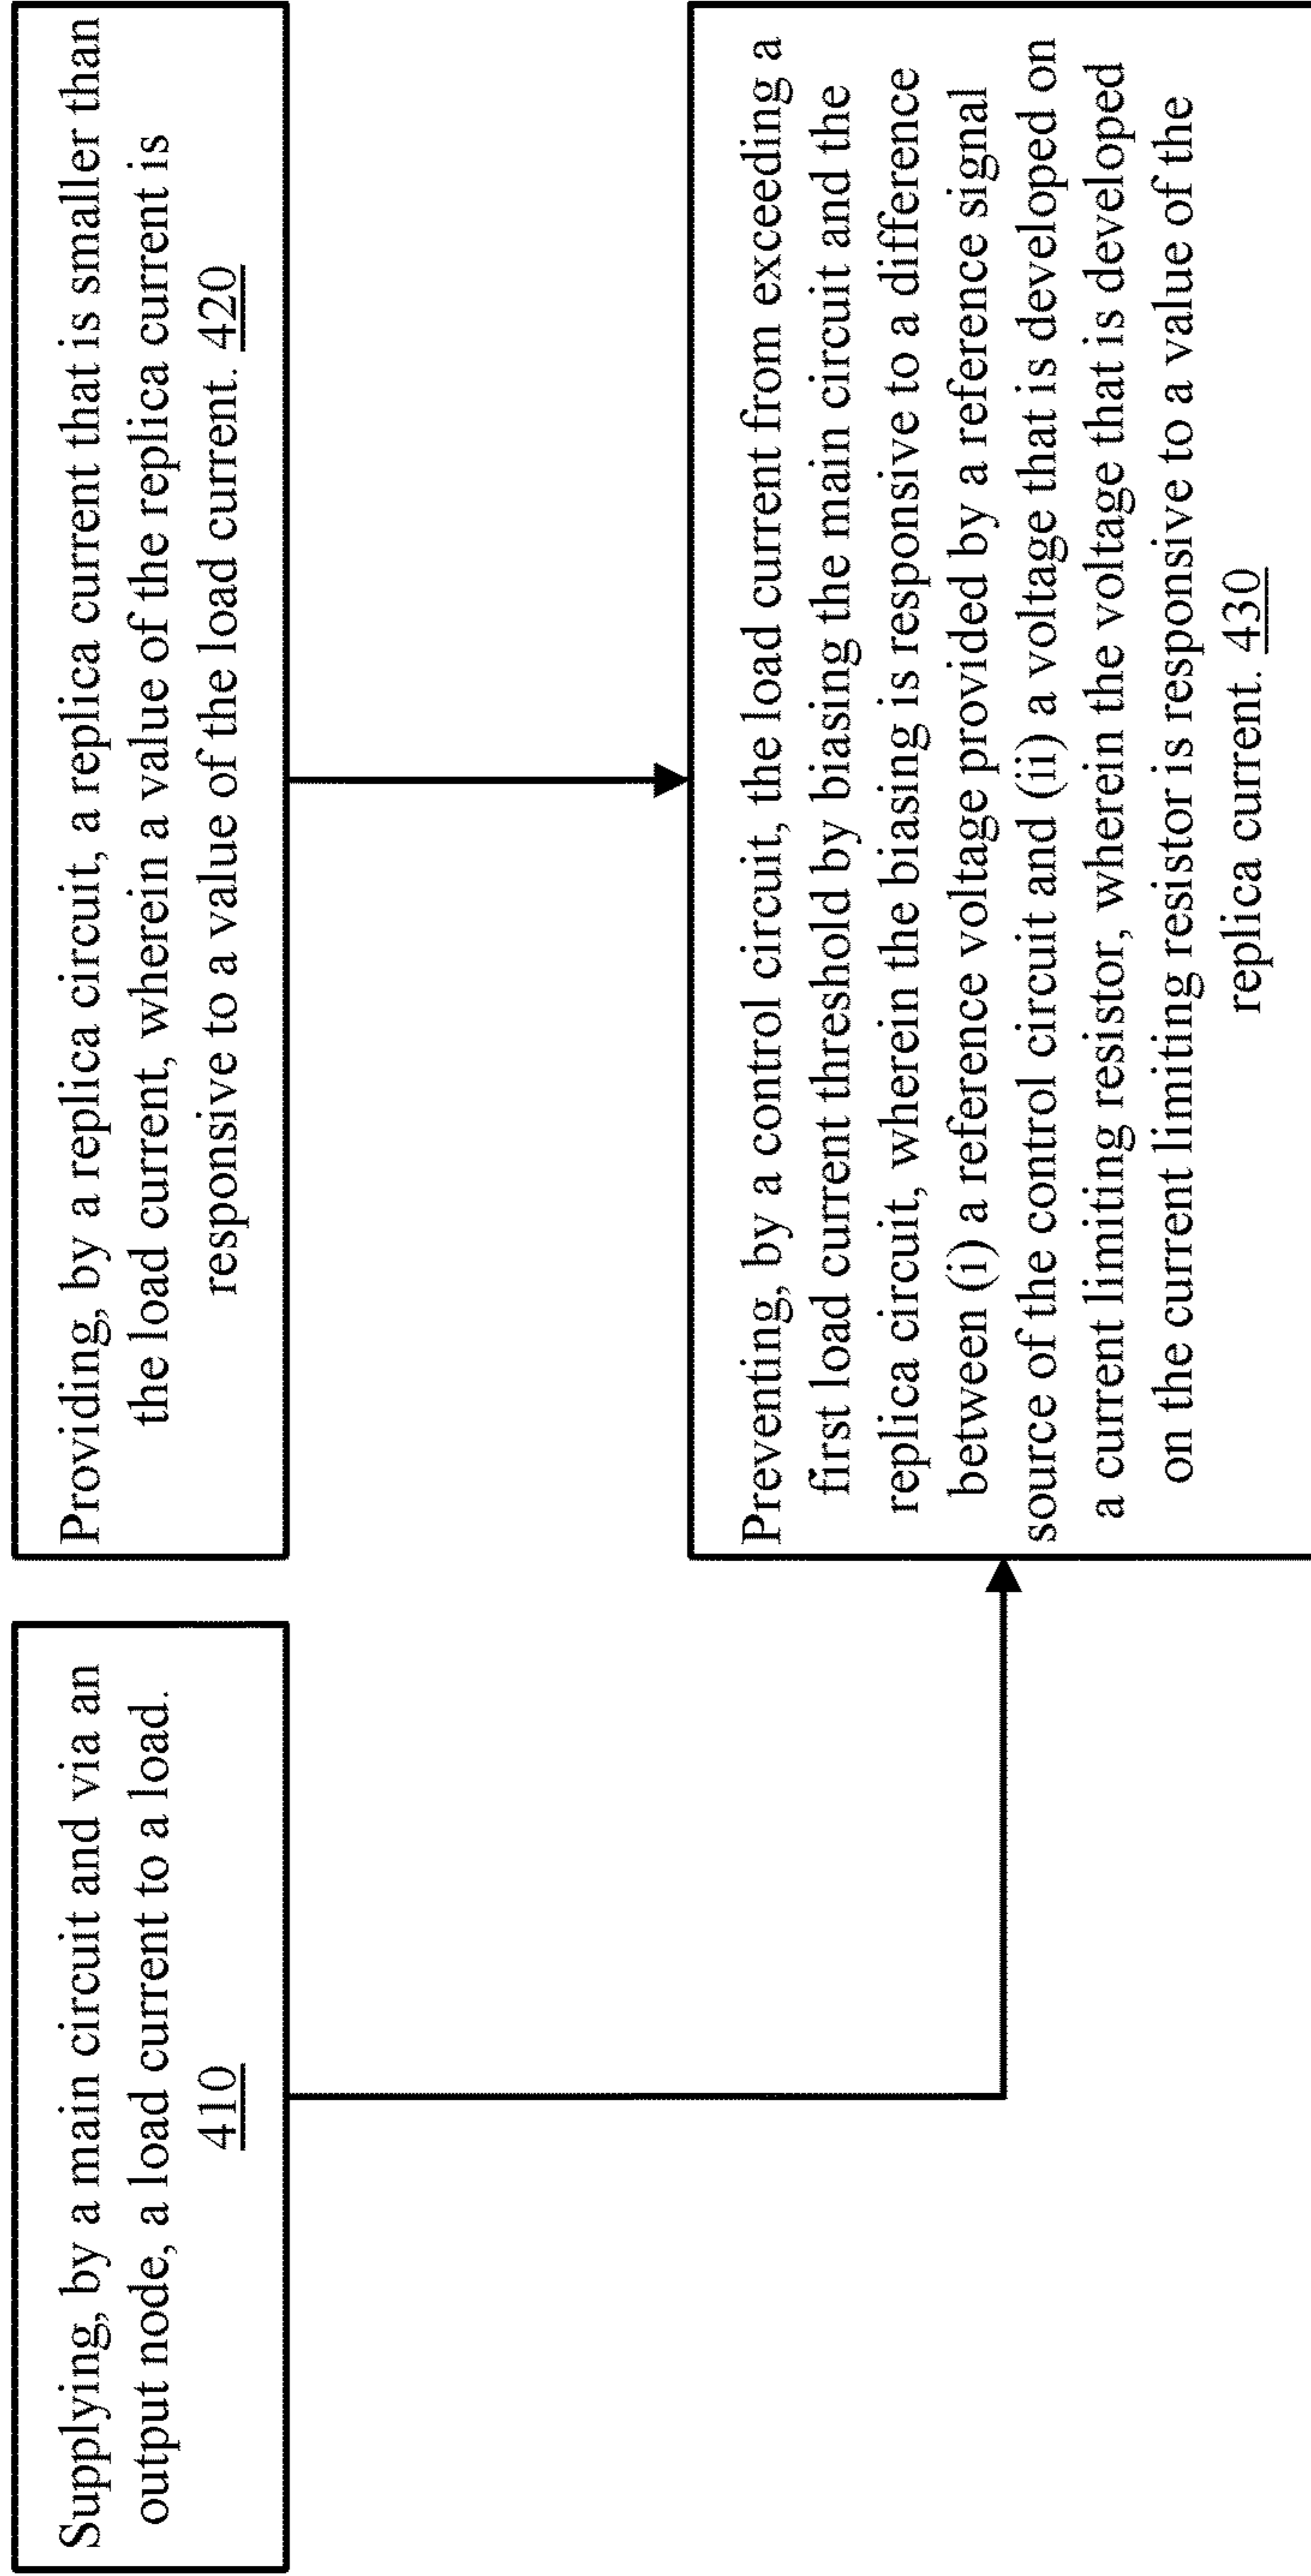 Supplying, by a main circuit and via an
output node, a load current to a load.
410
Providing, by a replica circuit, a replica current that is smaller than
the load current, wherein a value of the replica current is
responsive to a value of the load current. 420
Preventing, by a control circuit, the load current from exceeding a
first load current threshold by biasing the main circuit and the
replica circuit, wherein the biasing is responsive to a difference
between (i) a reference voltage provided by a reference signal
source of the control circuit and (ii) a voltage that is developed on
a current limiting resistor, wherein the voltage that is developed
on the current limiting resistor is responsive to a value of the
replica current. 430